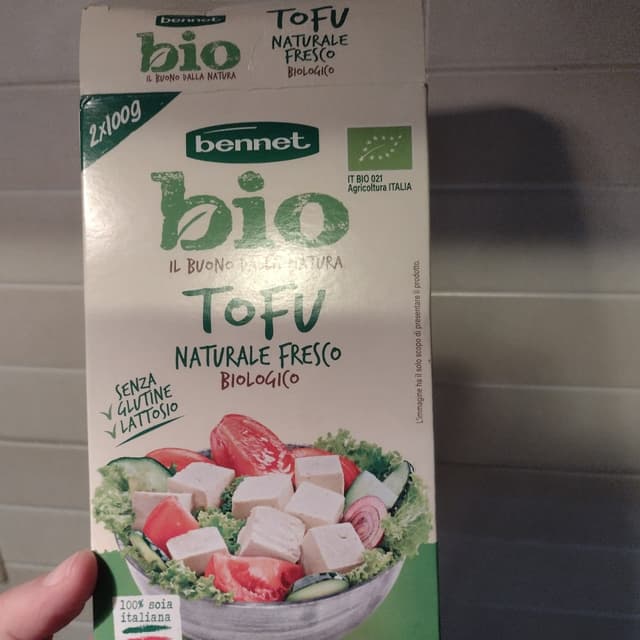 bennet
bio
IL BUONO DALLA NATURA
TOFU
NATURALE
FRESCO
BIOLOGICO
2x100g
bennet
IT BIO 021
Agricoltura ITALIA
bio
IL BUONO DALLA NATURA
TOFU
NATURALE FRESCO
BIOLOGICO
SENZA
GLUTINE
LATTOSIO
L'immagine ha il solo scopo di presentare il prodotto.
100% soia
italiana